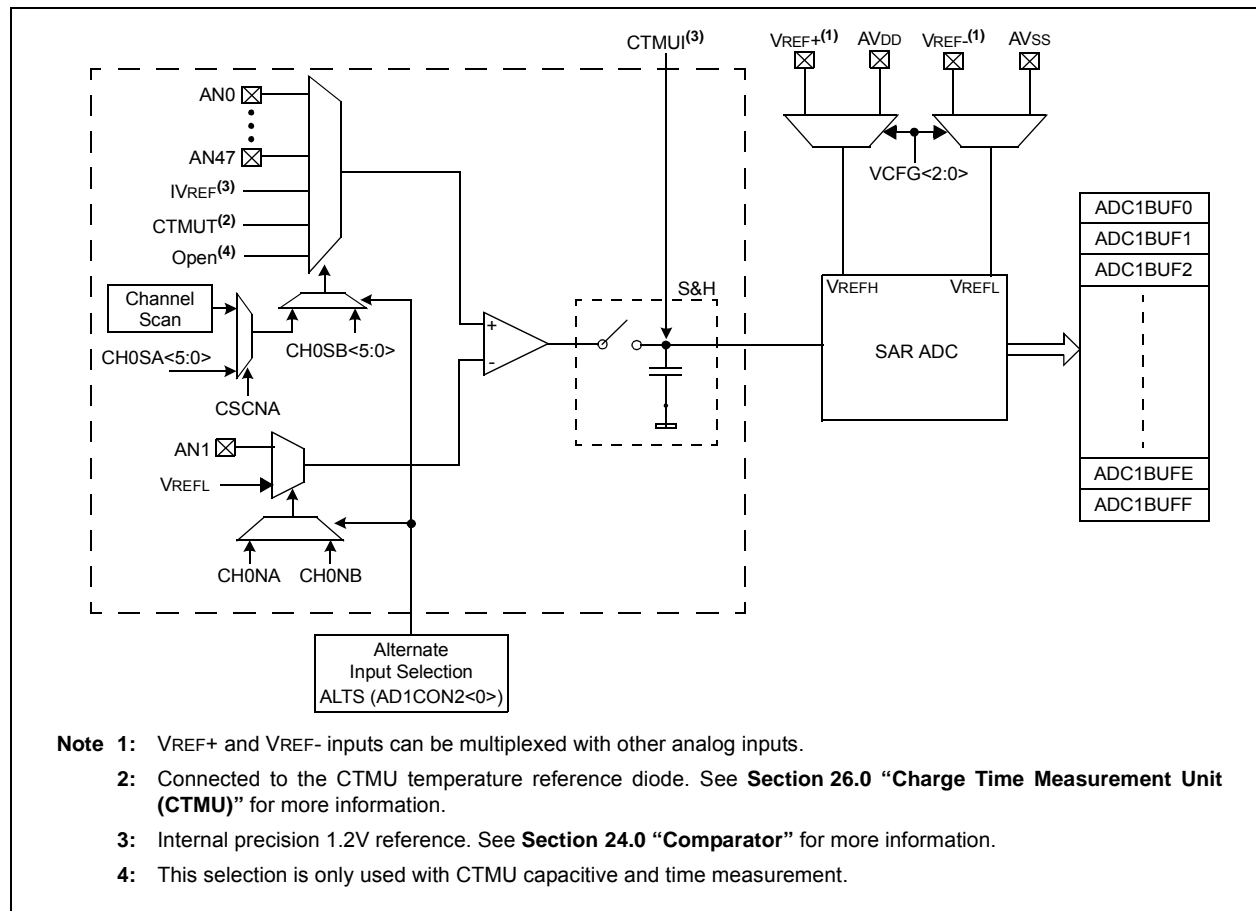 CTMUI(3)
VREF+(1)
AVDD
VREF-(1)
AVSS
AN0
AN47
IVREF(3)
CTMUT(2)
Open(4)
VCFG<2:0>
ADC1BUF0
ADC1BUF1
ADC1BUF2
ADC1BUFE
ADC1BUFF
Channel
Scan
CH0SA<5:0>
CH0SB<5:0>
CSCNA
+
-
S&H
VREFH
VREFL
SAR ADC
AN1
VREFL
CH0NA
CH0NB
Alternate
Input Selection
ALTS (AD1CON2<0>)
Note 1: VREF+ and VREF- inputs can be multiplexed with other analog inputs.
2: Connected to the CTMU temperature reference diode. See Section 26.0 “Charge Time Measurement Unit
(CTMU)” for more information.
3: Internal precision 1.2V reference. See Section 24.0 “Comparator” for more information.
4: This selection is only used with CTMU capacitive and time measurement.